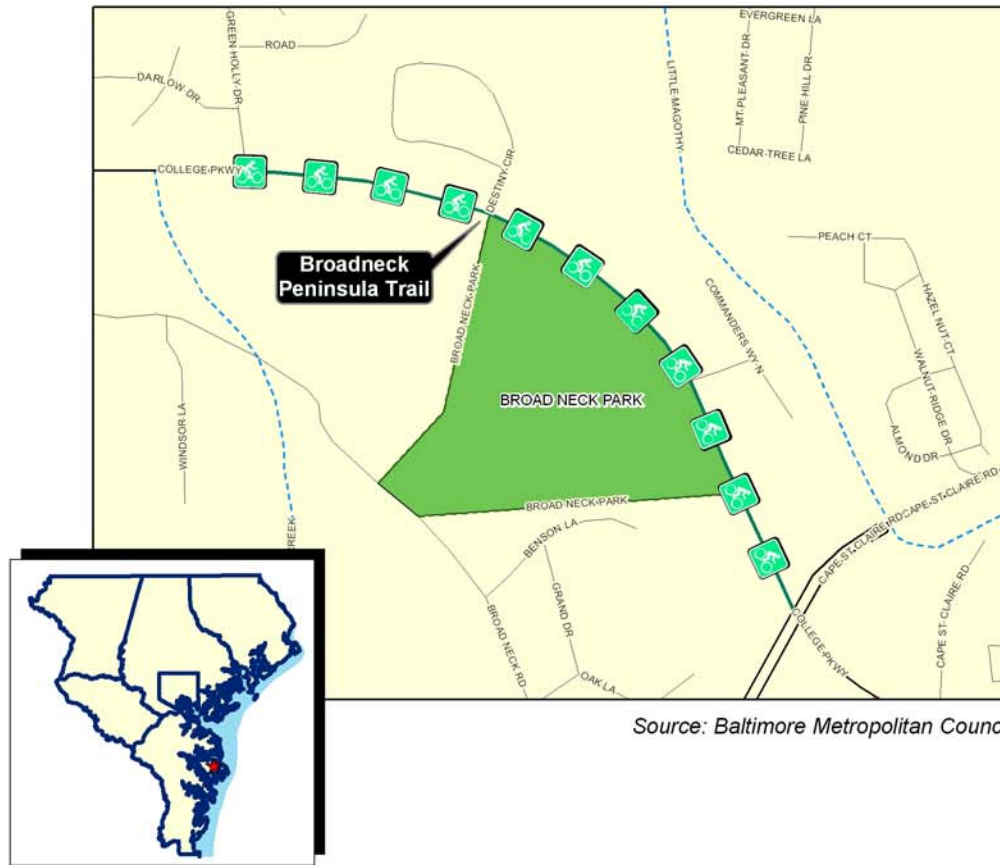 EVERGREEN LA
GREEN HOLLY DR
ROAD
MT PLEASANT DR
PINE HILL DR
LITTLE MAGOTHY
DARLOW DR
CEDAR TREE LA
COLLEGE PKWY
DESTINY CIR
Broadneck
Peninsula Trail
PEACH CT
BROAD NECK PARK
COMMANDERS WY N
HAZEL NUT CT
WALNUT RIDGE DR
BROAD NECK PARK
WINDSOR LA
ALMOND DR
BROAD NECK PARK
CAPE ST CLAIRE RD
CAPE ST CLAIRE RD
CREEK
BENSON LA
GRAND DR
BROAD NECK RD
OAK LA
COLLEGE PKWY
CAPE ST CLAIRE RD
Source: Baltimore Metropolitan Counc